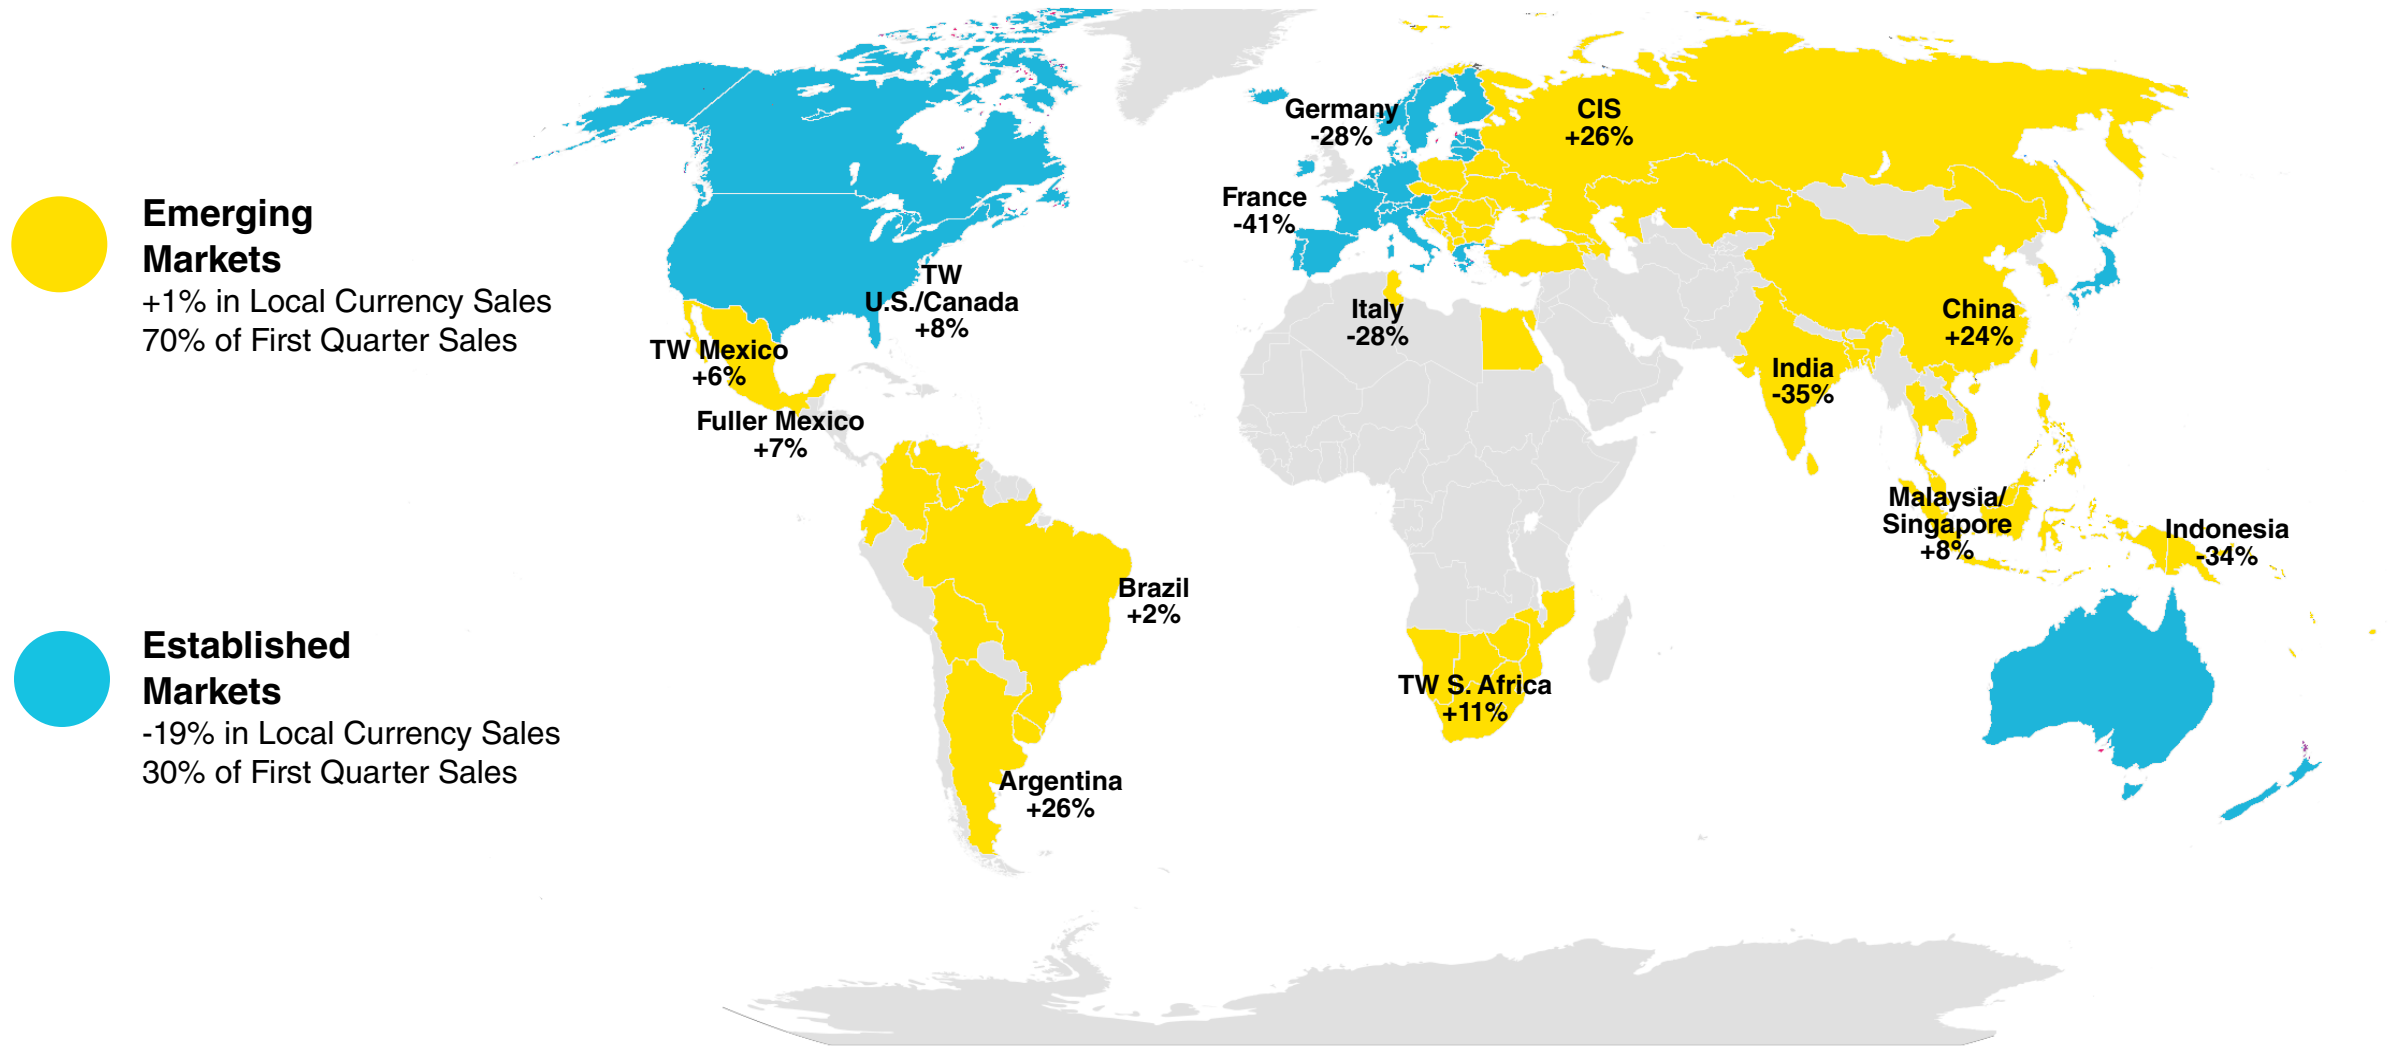 Emerging
Markets
+1% in Local Currency Sales
70% of First Quarter Sales
Established
Markets
-19% in Local Currency Sales
30% of First Quarter Sales
TW
U.S./Canada
+8%
TW Mexico
+6%
Fuller Mexico
+7%
Brazil
+2%
Argentina
+26%
Germany
-28%
France
-41%
Italy
-28%
CIS
+26%
China
+24%
India
-35%
Malaysia/
Singapore
+8%
Indonesia
-34%
TW S. Africa
+11%